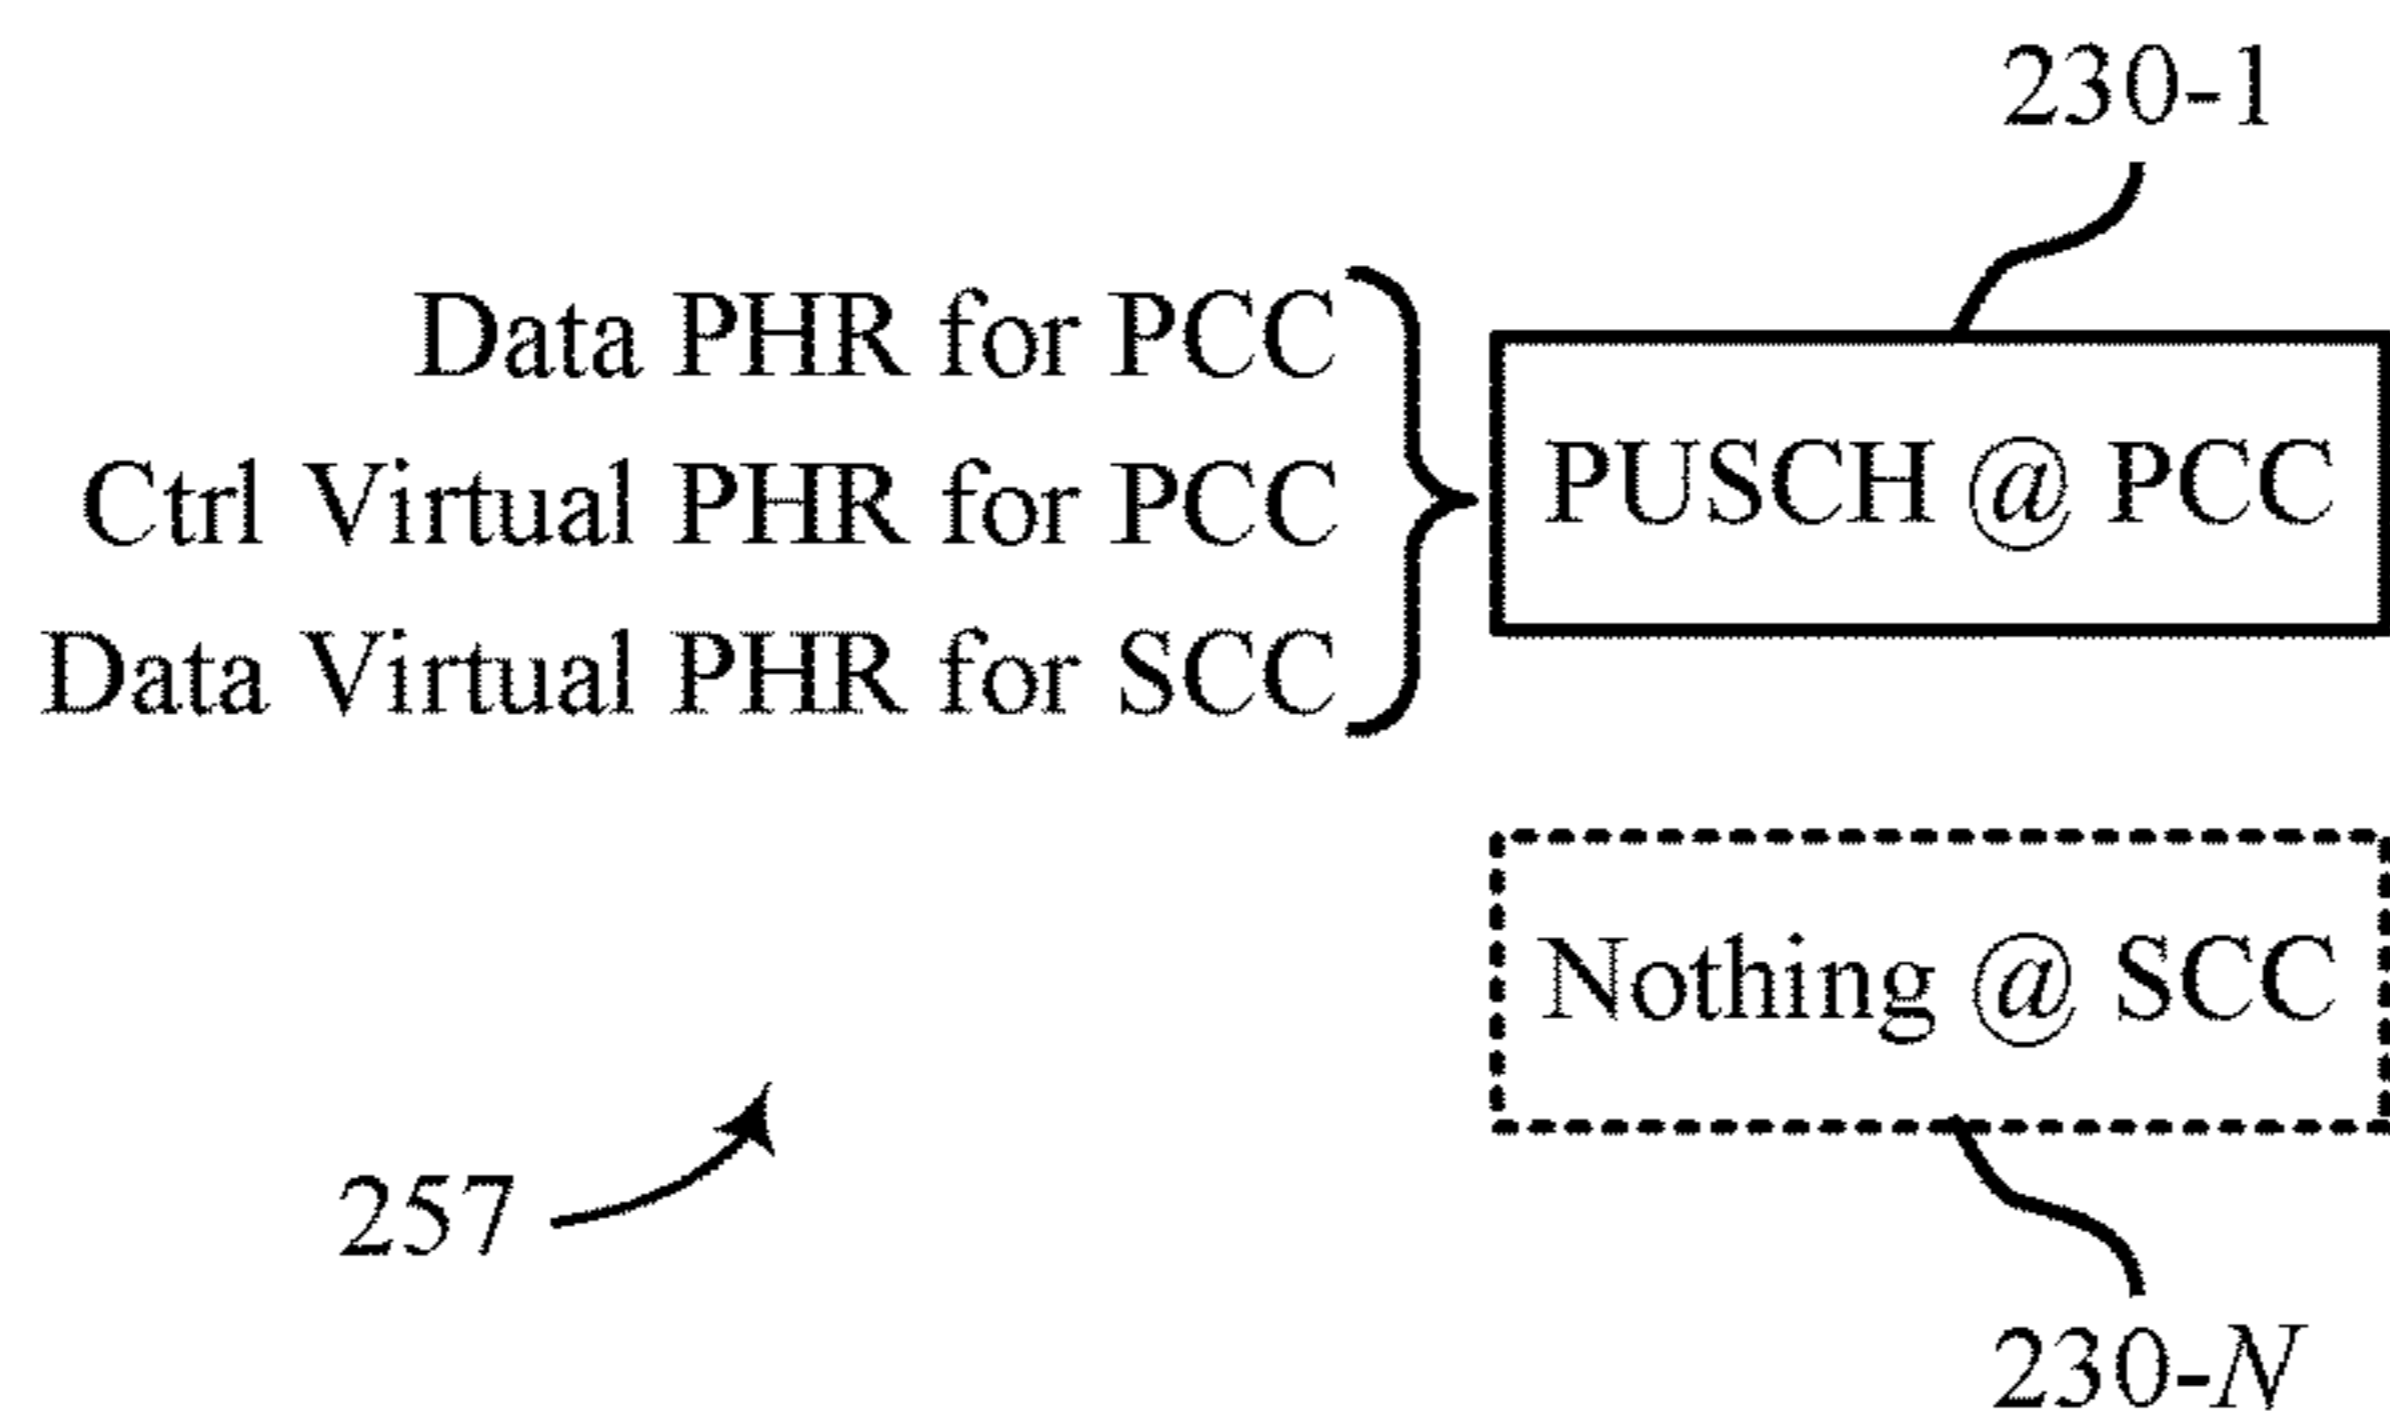 230-1
Data PHR for PCC
Ctrl Virtual PHR for PCC
Data Virtual PHR for SCC
PUSCH @ PCC
Nothing @ SCC
257
230-N